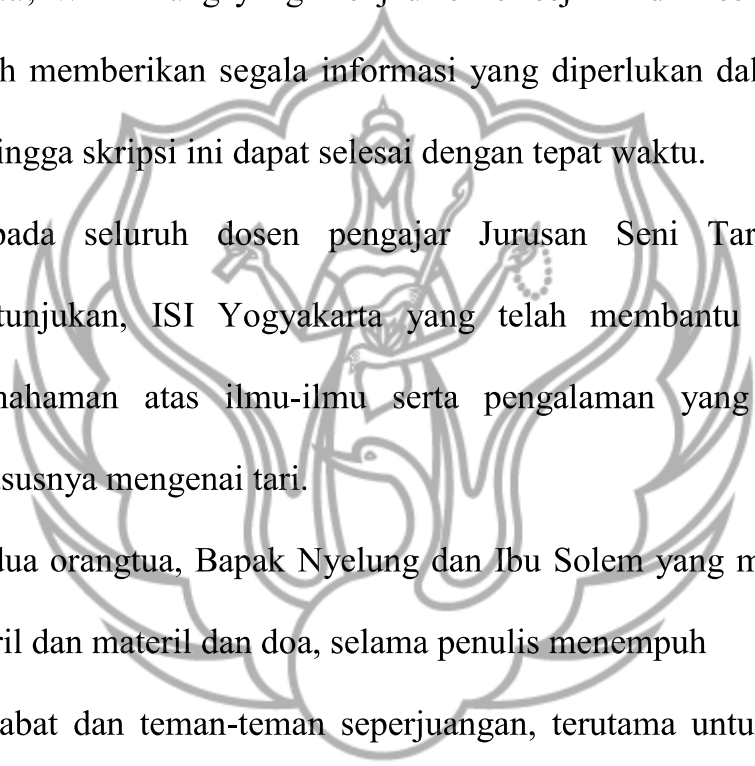 h memberikan segala informasi yang diperlukan
ingga skripsi ini dapat selesai dengan tepat waktu.
pada seluruh dosen pengajar Jurusan Seni Tar
tunjukan, ISI Yogyakarta yang telah membantu
nahaman atas ilmu-ilmu serta pengalaman yang
ususnya mengenai tari.
dua orangtua, Bapak Nyelung dan Ibu Solem yang m
ril dan materil dan doa, selama penulis menempuh
abat dan teman-teman seperjuangan, terutama untu